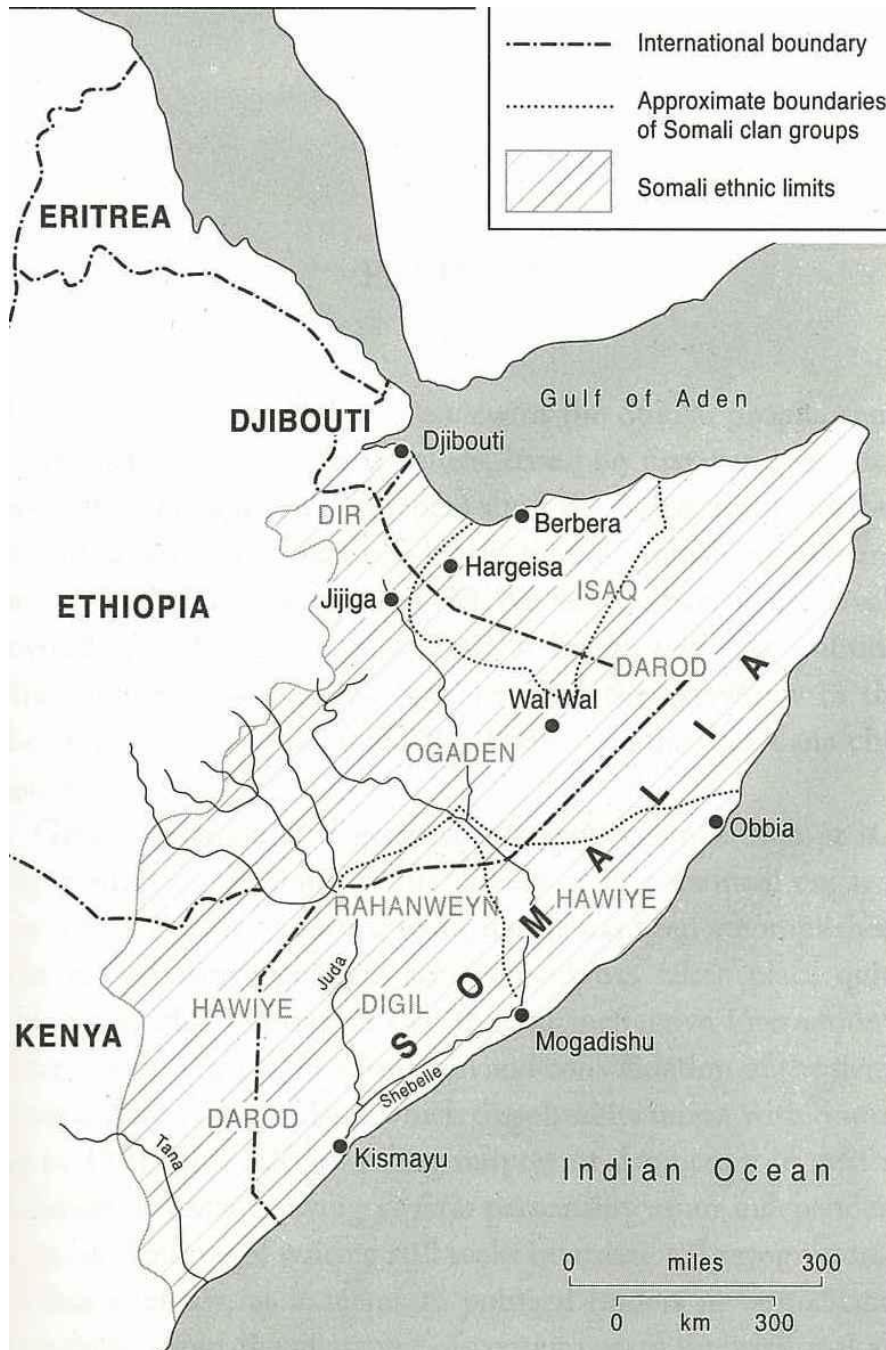 International boundary
Approximate boundaries
of Somali clan groups
Somali ethnic limits
ERITREA
Gulf of Aden
DJIBOUTI
Djibouti
DIR
Berbera
Hargeisa
ISAQ
Jijiga
ETHIOPIA
DAROD
Wal Wal
OGADEN
Obbia
RAHANWEYN
HAWIYE
SOMALIA
Juda
HAWIYE
DIGIL
KENYA
Mogadishu
Shebelle
DAROD
Tana
Kismayu
Indian Ocean
0 miles 300
0 km 300